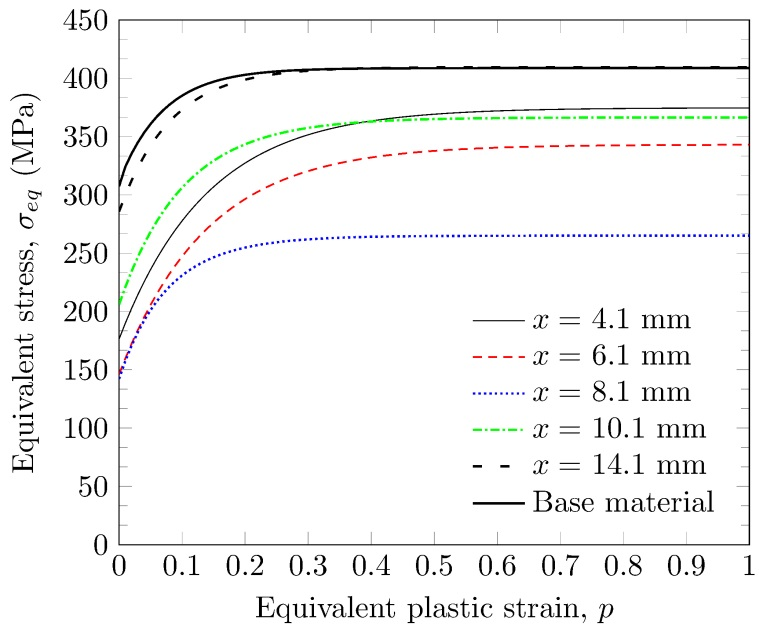 450
400
350
300
250
200
150
100
50
0
Equivalent stress, σeq (MPa)
x = 4.1 mm
x = 6.1 mm
x = 8.1 mm
x = 10.1 mm
x = 14.1 mm
Base material
0 0.1 0.2 0.3 0.4 0.5 0.6 0.7 0.8 0.9 1
Equivalent plastic strain, p